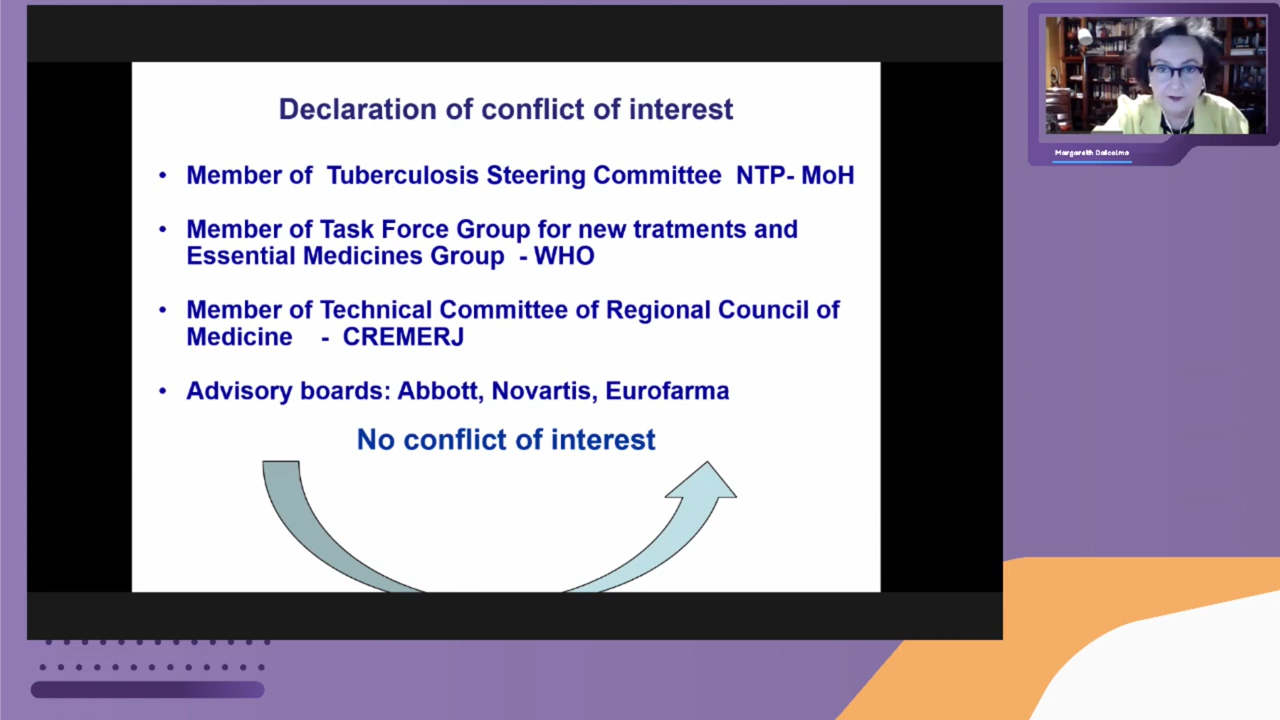 Declaration of conflict of interest
• Member of Tuberculosis Steering Committee NTP- MoH
• Member of Task Force Group for new tratments and
Essential Medicines Group - WHO
• Member of Technical Committee of Regional Council of
Medicine - CREMERJ
• Advisory boards: Abbott, Novartis, Eurofarma
No conflict of interest
Margareth Dalcolmo